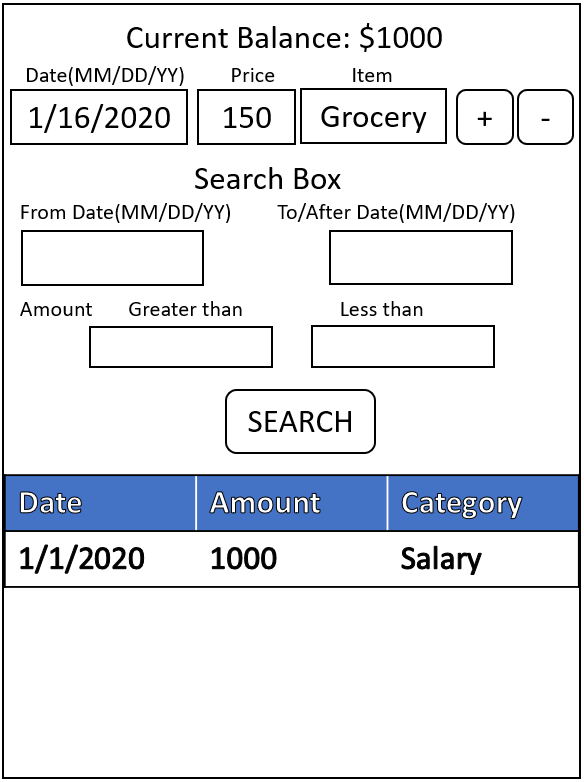 Current Balance: $1000
Date(MM/DD/YY) Price Item
1/16/2020 150 Grocery + -
Search Box
From Date(MM/DD/YY) To/After Date(MM/DD/YY)
Amount Greater than Less than
SEARCH
Date Amount Category
1/1/2020 1000 Salary